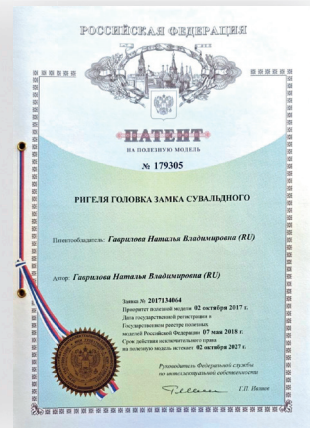 РОССИЙСКАЯ ФЕДЕРАЦИЯ
ПАТЕНТ
НА ПОЛЕЗНУЮ МОДЕЛЬ
№ 179305
РИГЕЛЯ ГОЛОВКА ЗАМКА СУВАЛЬДНОГО
Патентообладатель: Гаврилова Наталья Владимировна (RU)
Автор: Гаврилова Наталья Владимировна (RU)
Заявка № 2017134064
Приоритет полезной модели 02 октября 2017 г.
Дата государственной регистрации в
Государственном реестре полезных
моделей Российской Федерации 07 мая 2018 г.
Срок действия исключительного права
на полезную модель истекает 02 октября 2027 г.
Руководитель Федеральной службы
по интеллектуальной собственности
Г.П. Ивлиев